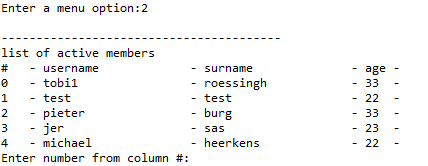 Enter a menu option:2
----------------------------------------
list of active members
# - username - surname - age -
0 - tobi1 - roessingh - 33 -
1 - test - test - 22 -
2 - pieter - burg - 33 -
3 - jer - sas - 23 -
4 - michael - heerkens - 22 -
Enter number from column #: